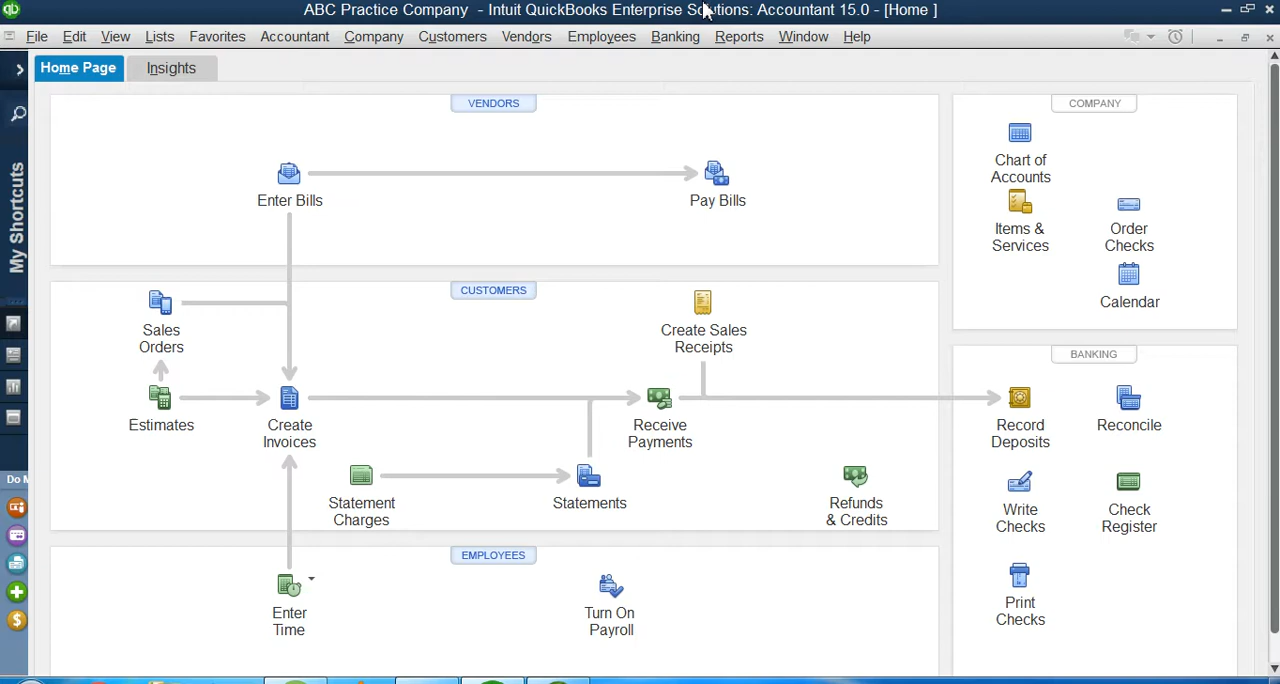 qb
ABC Practice Company - Intuit QuickBooks Enterprise Solutions: Accountant 15.0 - [Home ]
File Edit View Lists Favorites Accountant Company Customers Vendors Employees Banking Reports Window Help
Home Page Insights
My Shortcuts
Do M
VENDORS
Enter Bills
Pay Bills
CUSTOMERS
Sales
Orders
Create Sales
Receipts
Estimates
Create
Invoices
Receive
Payments
Statement
Charges
Statements
Refunds
& Credits
EMPLOYEES
Enter
Time
Turn On
Payroll
COMPANY
Chart of
Accounts
Items &
Services
Order
Checks
Calendar
BANKING
Record
Deposits
Reconcile
Write
Checks
Check
Register
Print
Checks